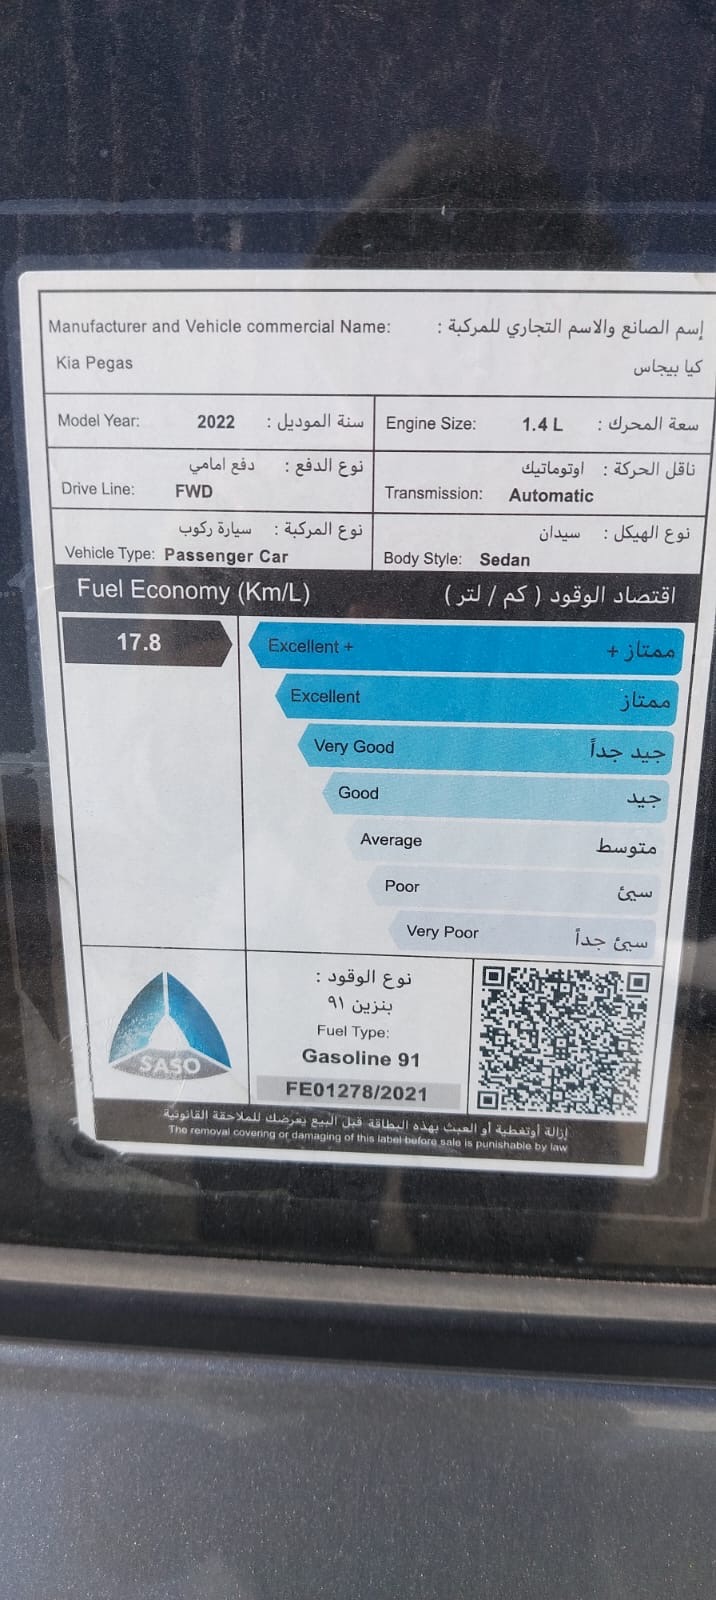 Manufacturer and Vehicle commercial Name: إسم الصانع والاسم التجاري للمركبة :
Kia Pegas كيا بيجاس
Model Year: 2022 سنة الموديل :
Engine Size: 1.4 L سعة المحرك :
نوع الدفع : دفع امامي
Drive Line: FWD
ناقل الحركة : اوتوماتيك
Transmission: Automatic
نوع المركبة : سيارة ركوب
Vehicle Type: Passenger Car
نوع الهيكل : سيدان
Body Style: Sedan
Fuel Economy (Km/L) اقتصاد الوقود ( كم / لتر )
17.8
Excellent + ممتاز +
Excellent ممتاز
Very Good جيد جداً
Good جيد
Average متوسط
Poor سيئ
Very Poor سيئ جداً
SASO
نوع الوقود :
بنزين ٩١
Fuel Type:
Gasoline 91
FE01278/2021
إزالة أوتغطية أو العبث بهذه البطاقة قبل البيع يعرضك للملاحقة القانونية
The removal covering or damaging of this label before sale is punishable by law